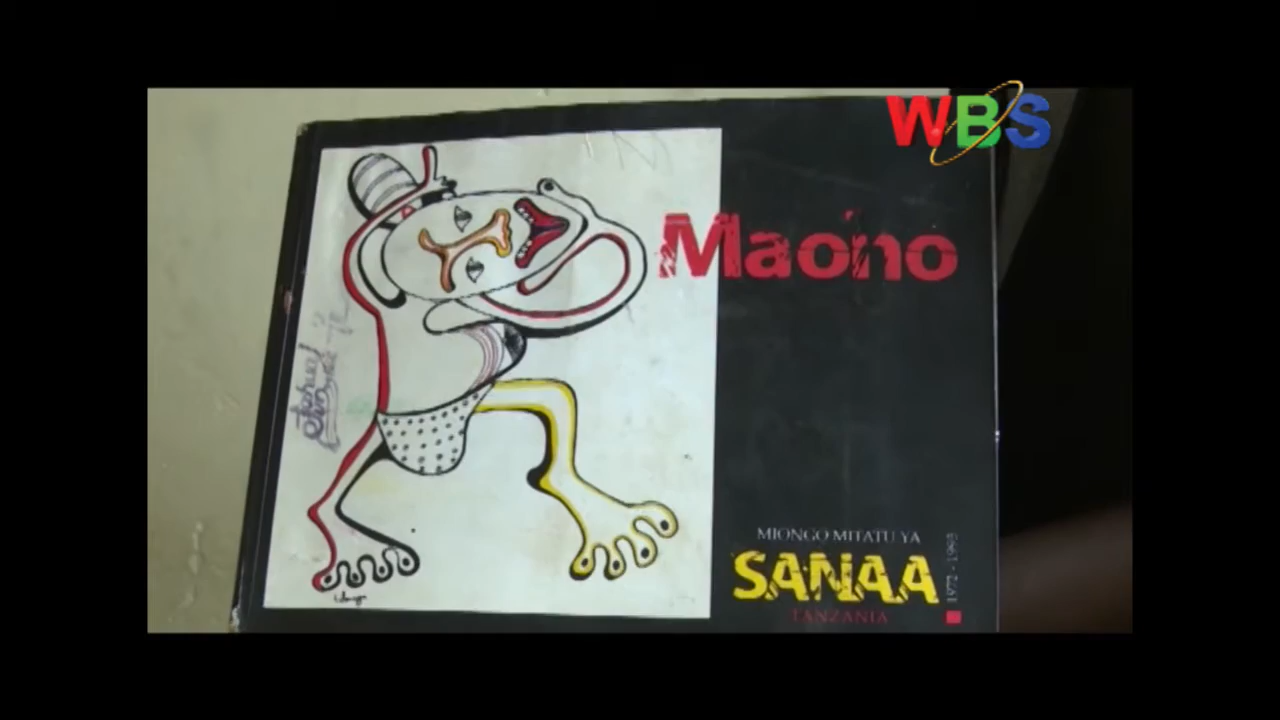 WBS
Maono
MIONGO MITATU YA
SANAA
TANZANIA
1972 - 1998